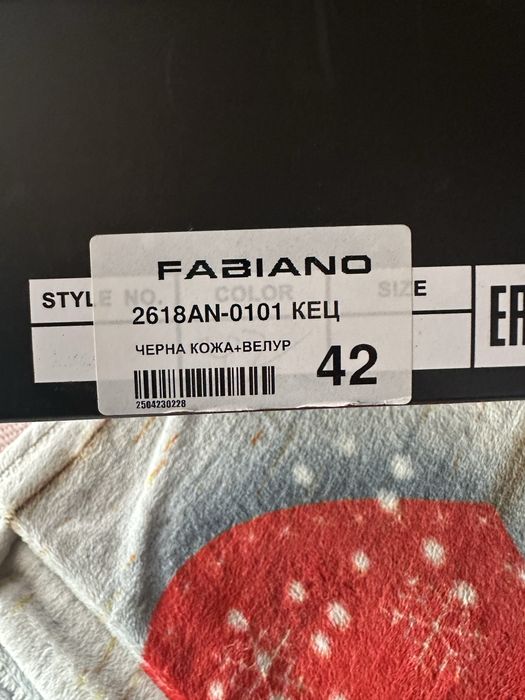 FABIANO
STYLE NO. COLOR SIZE
2618AN-0101 КЕЦ
ЧЕРНА КОЖА+ВЕЛУР
42
2504230228